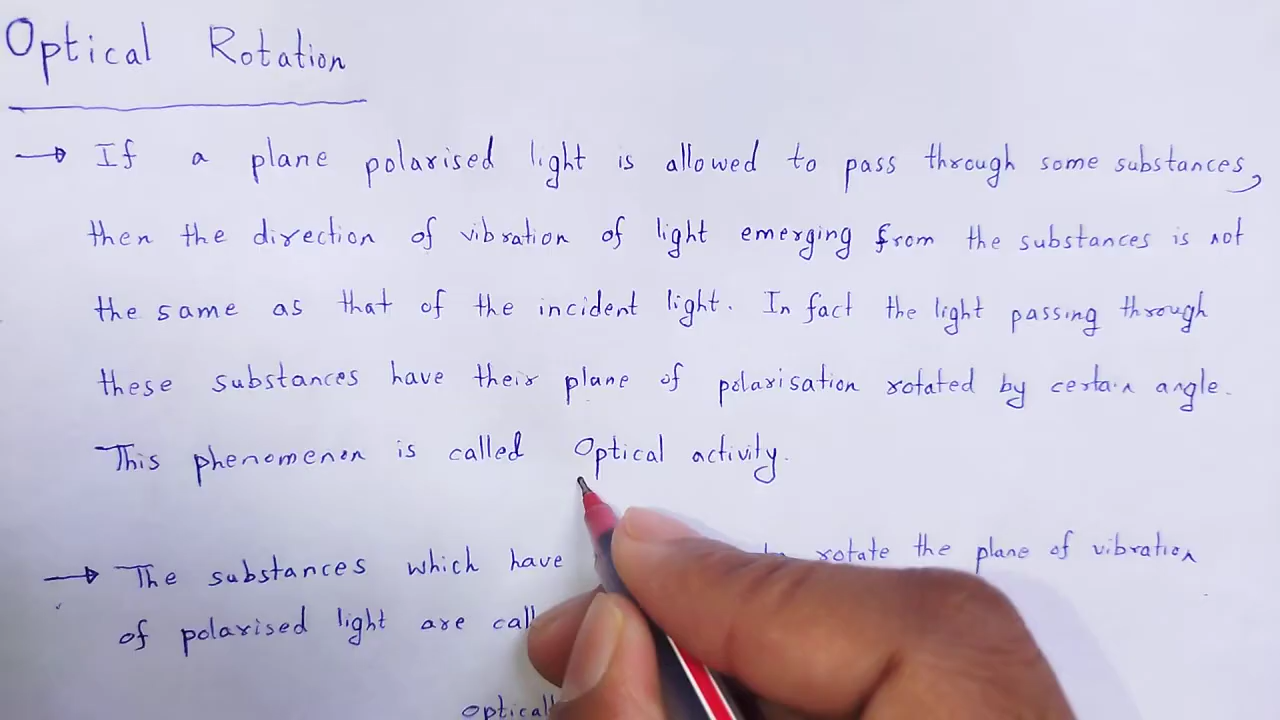 Optical Rotation
→ If a plane polarised light is allowed to pass through some substances,
then the direction of vibration of light emerging from the substances is not
the same as that of the incident light. In fact the light passing through
these substances have their plane of polarisation rotated by certain angle.
This phenomenon is called Optical activity.
→ The substances which have to rotate the plane of vibration
of polarised light are